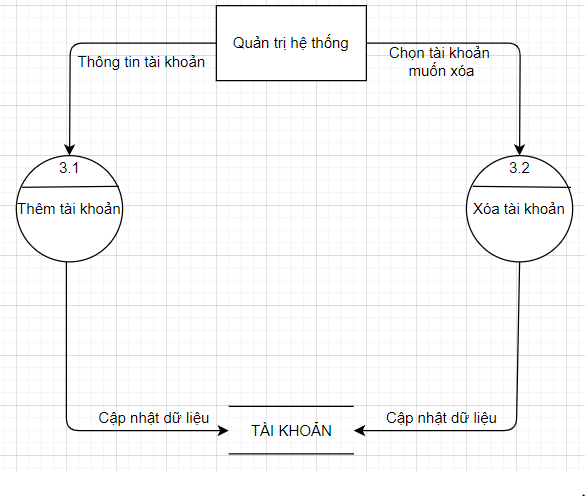 Quản trị hệ thống
Thông tin tài khoản
Chọn tài khoản
muốn xóa
3.1
Thêm tài khoản
3.2
Xóa tài khoản
Cập nhật dữ liệu
TÀI KHOẢN
Cập nhật dữ liệu
.